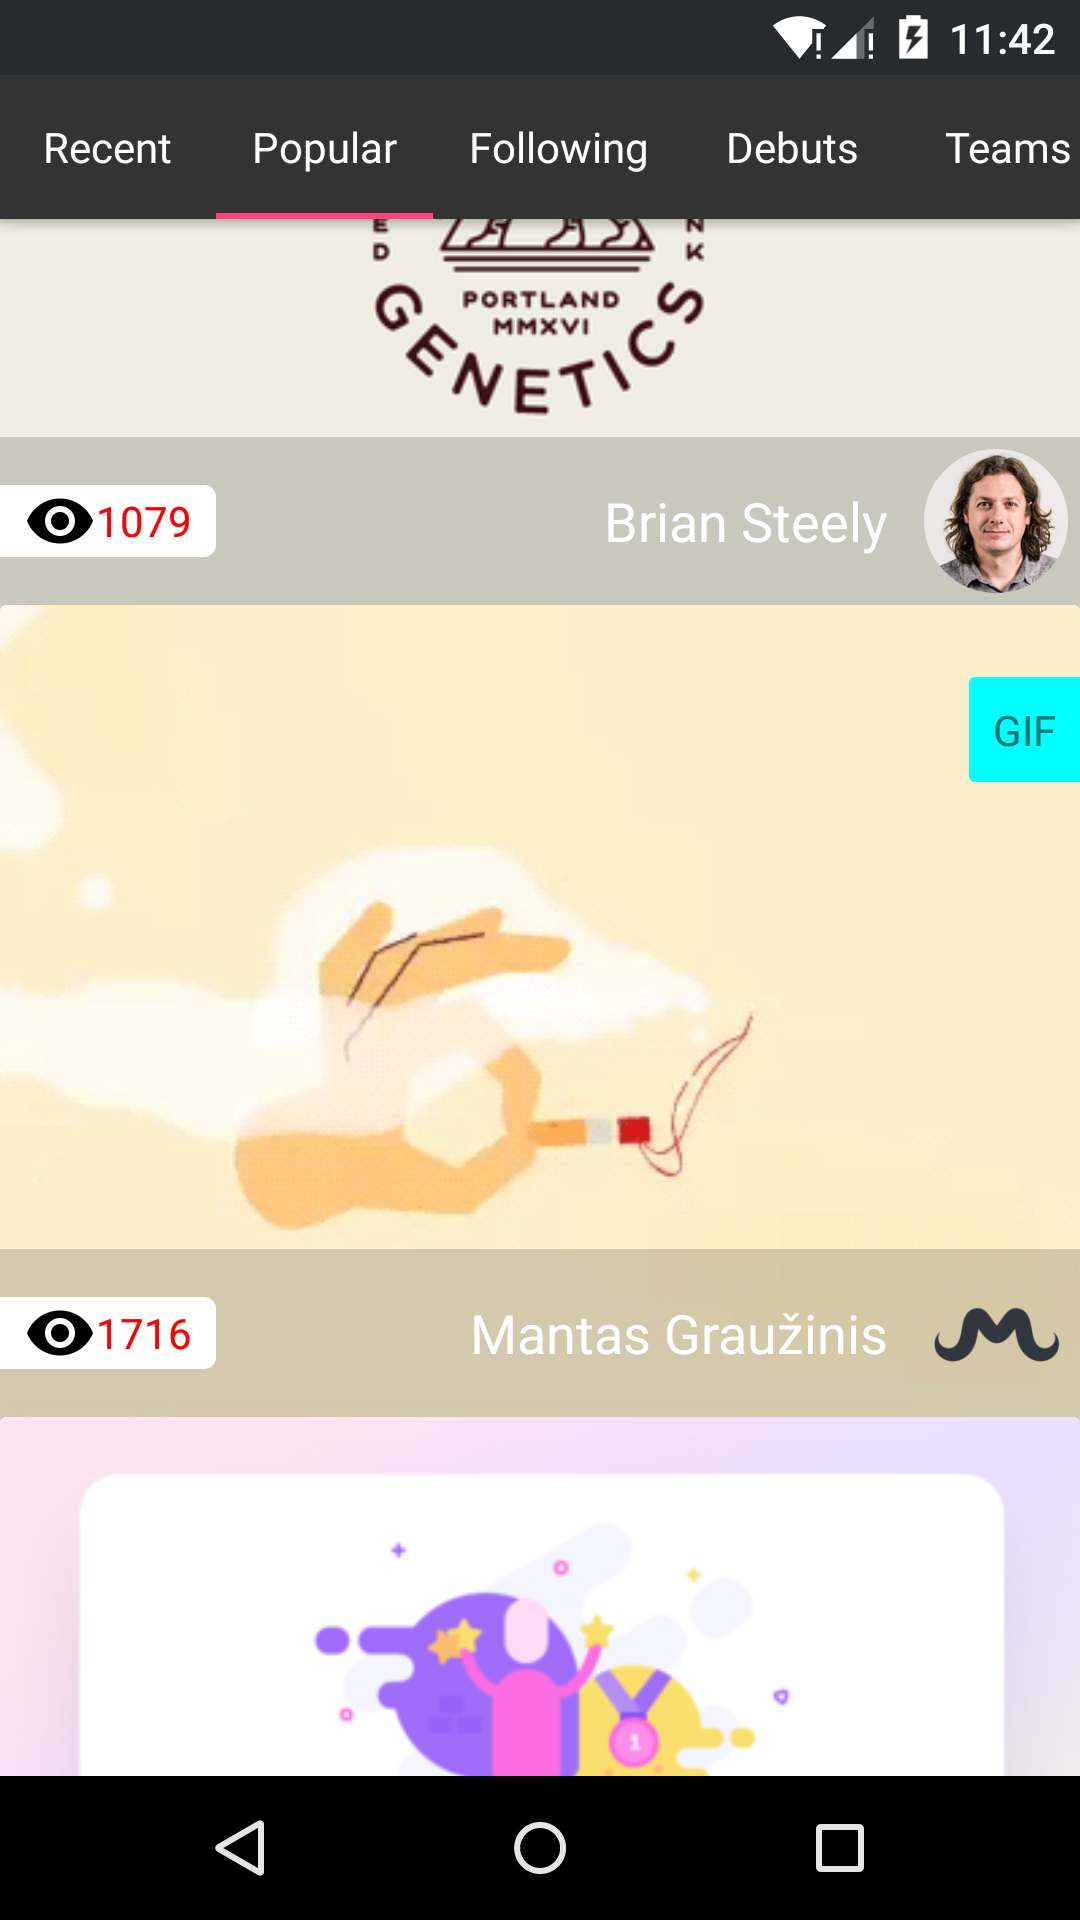 11:42
Recent Popular Following Debuts Teams
E N
D K
PORTLAND
MMXVI
GENETICS
1079 Brian Steely
GIF
1716 Mantas Graužinis
1